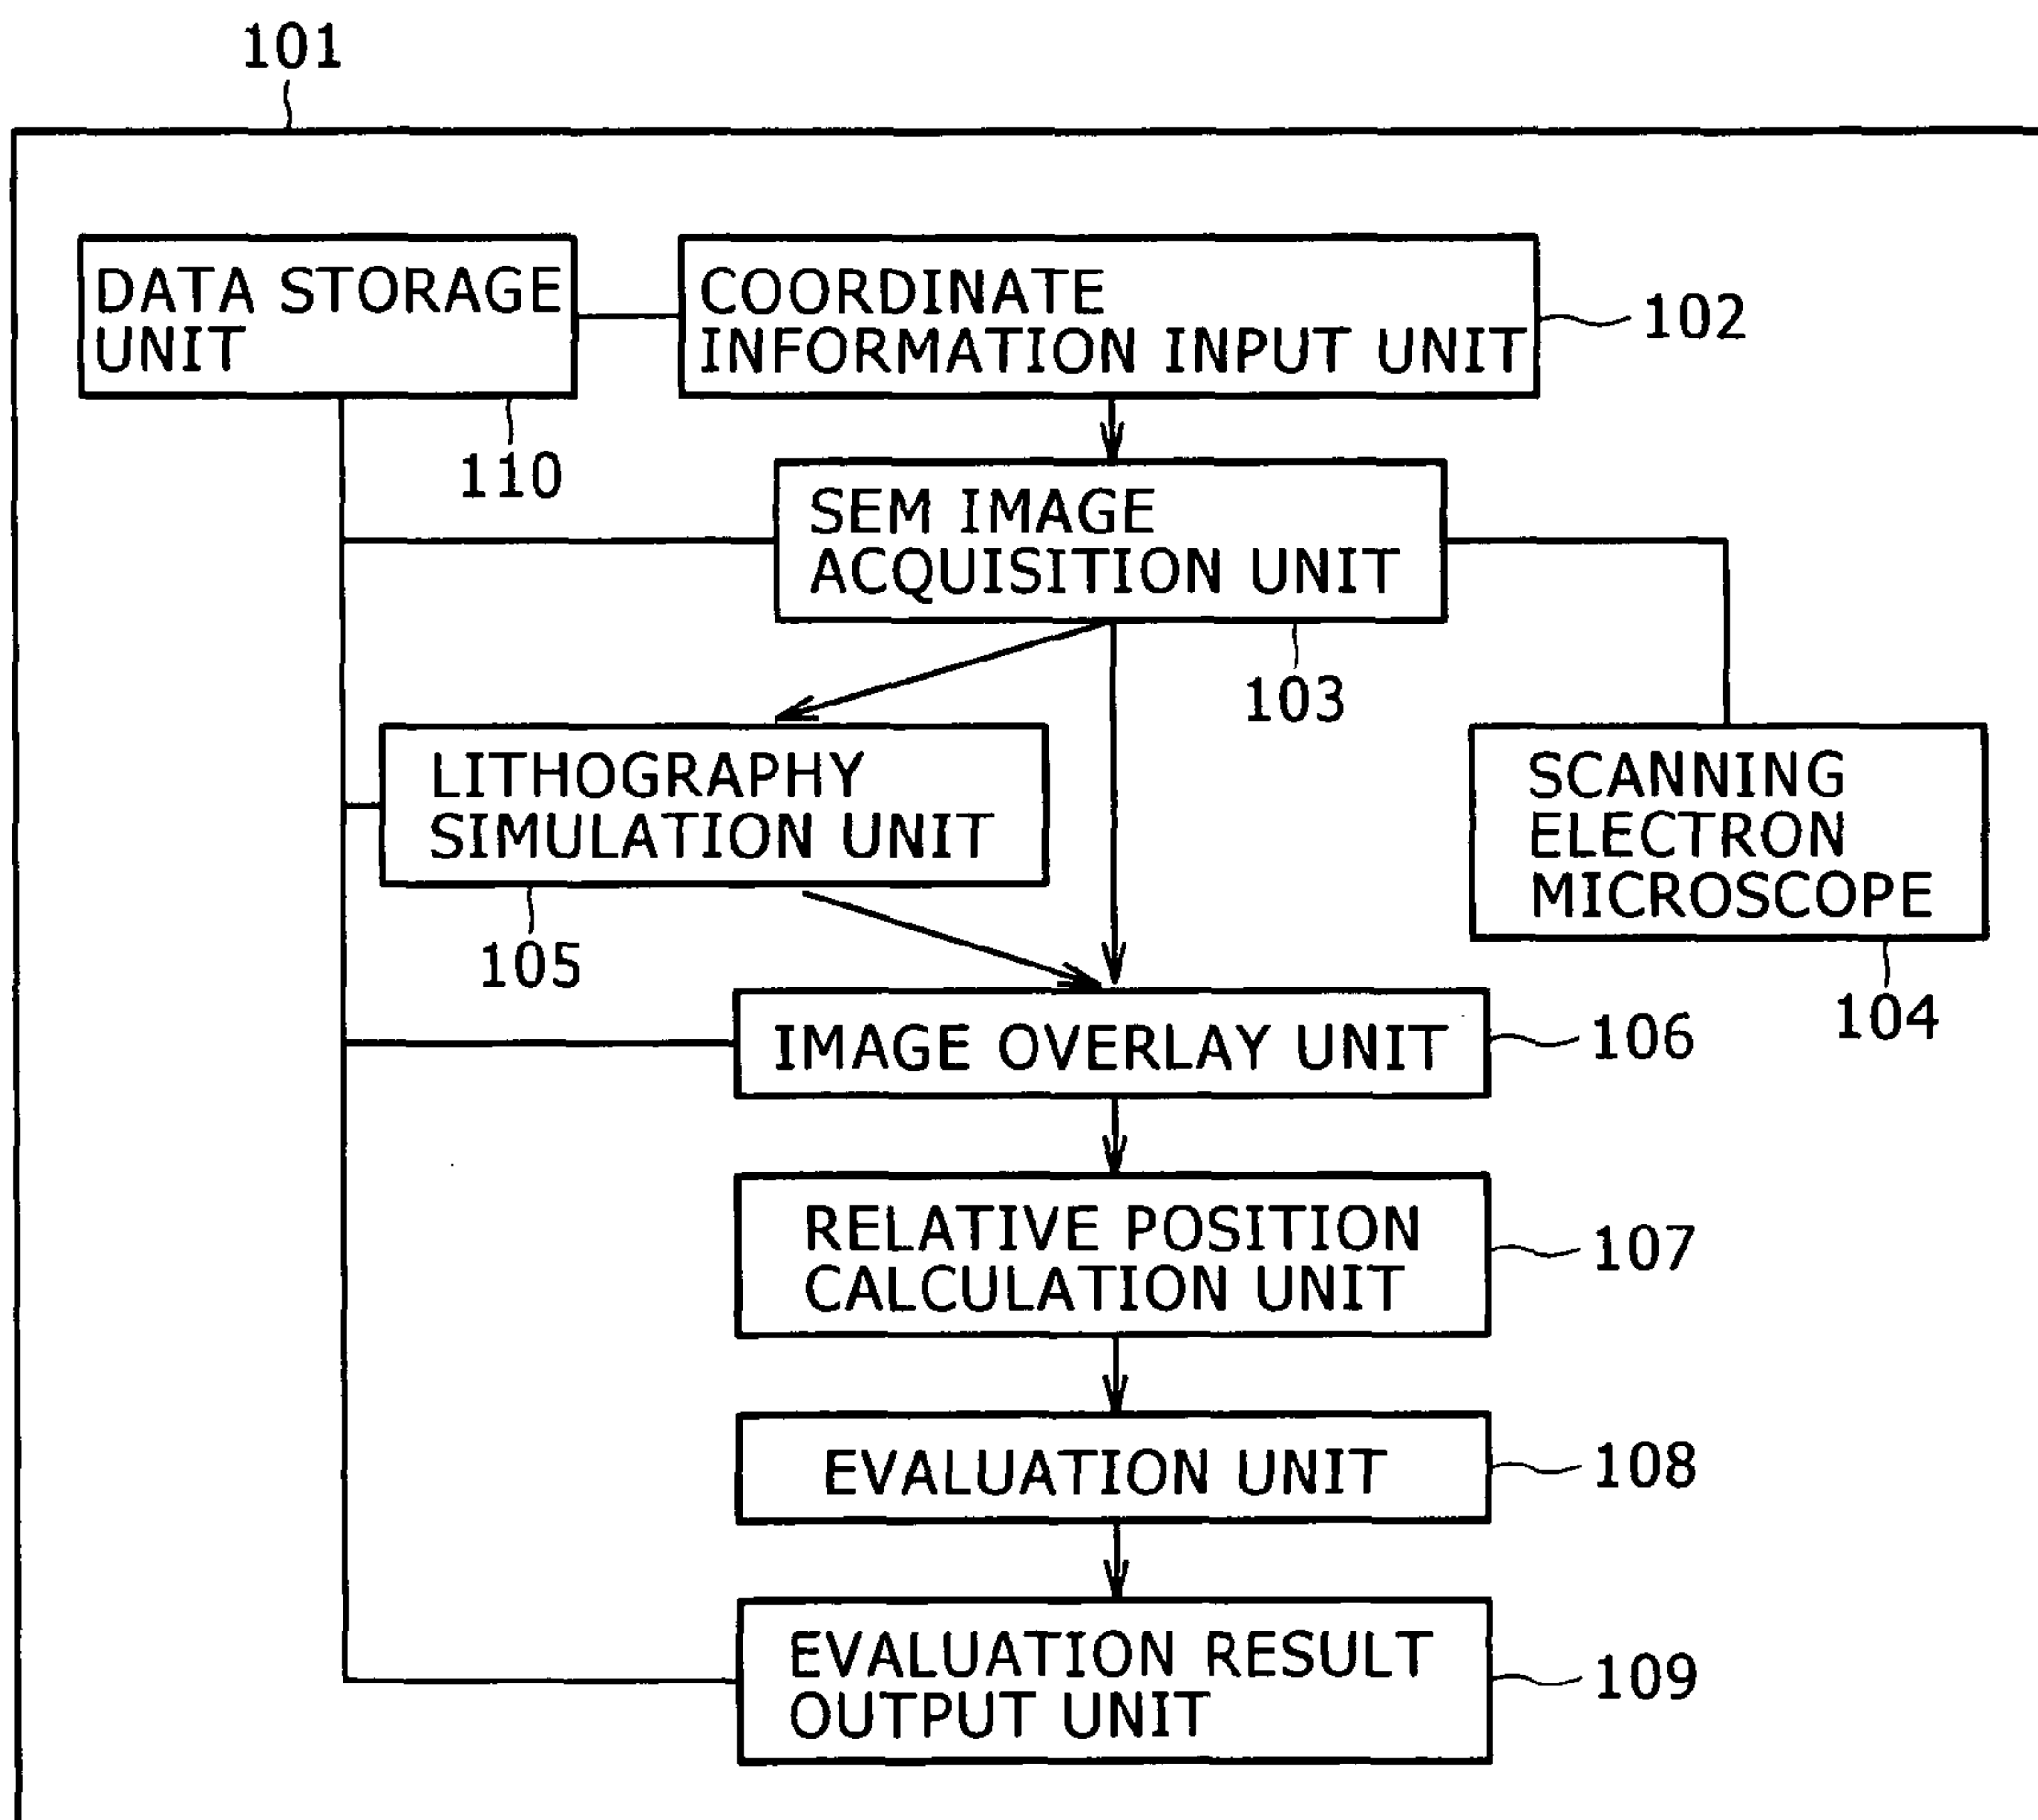 101
DATA STORAGE
UNIT
COORDINATE
INFORMATION INPUT UNIT
102
110
SEM IMAGE
ACQUISITION UNIT
103
LITHOGRAPHY
SIMULATION UNIT
SCANNING
ELECTRON
MICROSCOPE
105
104
IMAGE OVERLAY UNIT
106
RELATIVE POSITION
CALCULATION UNIT
107
EVALUATION UNIT
108
EVALUATION RESULT
OUTPUT UNIT
109